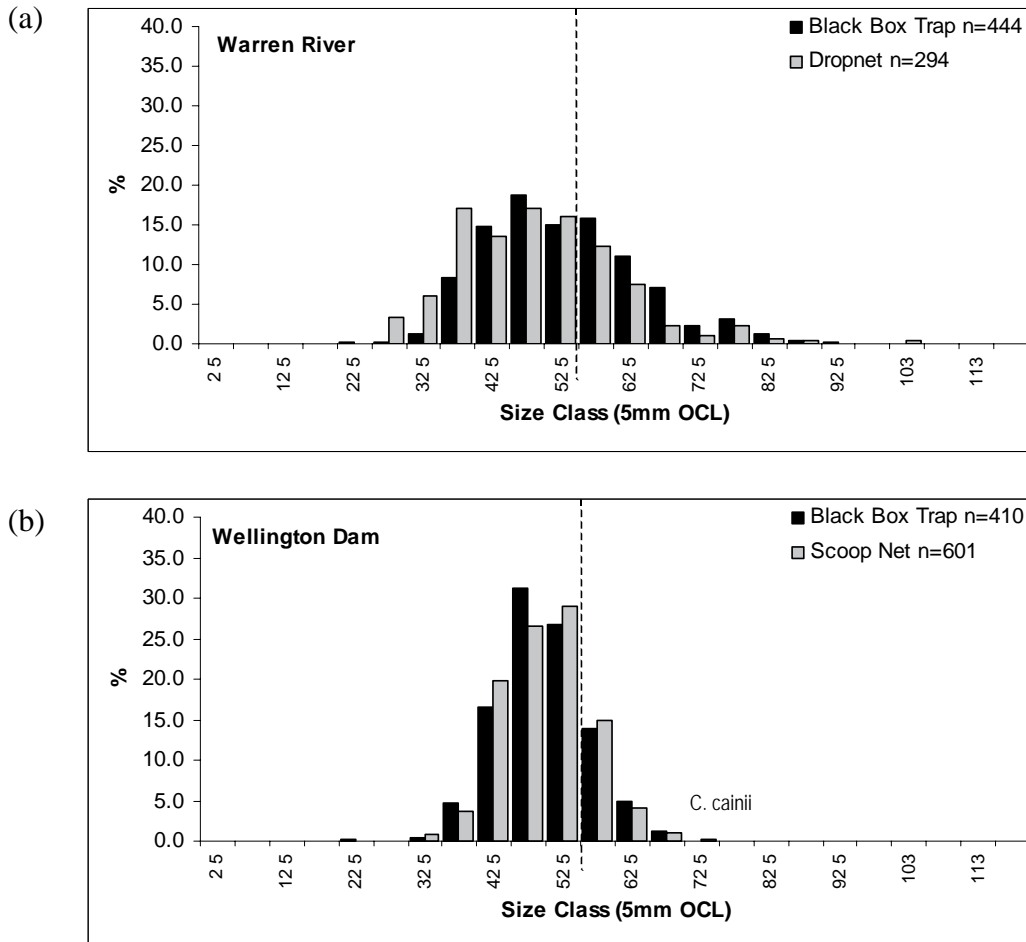 (a)
Warren River
Black Box Trap n=444
Dropnet n=294
40.0
35.0
30.0
25.0
20.0
15.0
10.0
5.0
0.0
%
2 5 12 5 22 5 32 5 42 5 52 5 62 5 72 5 82 5 92 5 103 113
Size Class (5mm OCL)
(b)
Wellington Dam
Black Box Trap n=410
Scoop Net n=601
40.0
35.0
30.0
25.0
20.0
15.0
10.0
5.0
0.0
%
C. cainii
2 5 12 5 22 5 32 5 42 5 52 5 62 5 72 5 82 5 92 5 103 113
Size Class (5mm OCL)